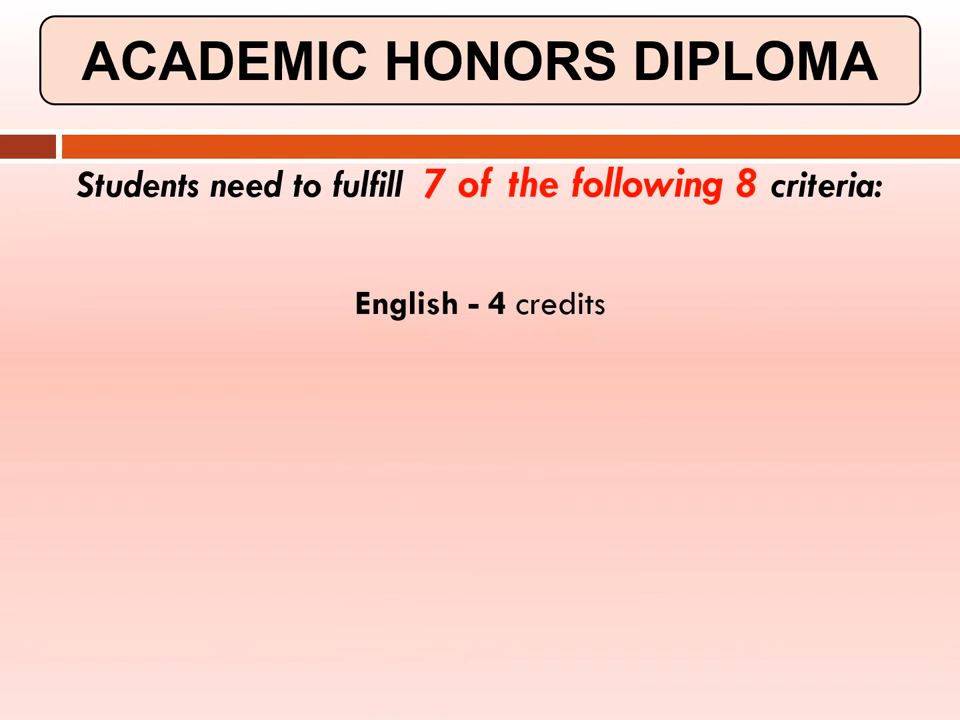 ACADEMIC HONORS DIPLOMA
Students need to fulfill 7 of the following 8 criteria:
English - 4 credits